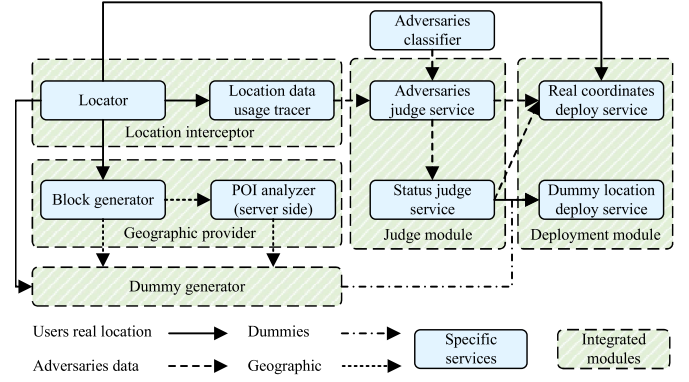 Adversaries
classifier
Locator
Location data
usage tracer
Adversaries
judge service
Real coordinates
deploy service
Location interceptor
Block generator
POI analyzer
(server side)
Status judge
service
Dummy location
deploy service
Geographic provider
Judge module
Deployment module
Dummy generator
Users real location
Dummies
Specific
services
Integrated
modules
Adversaries data
Geographic